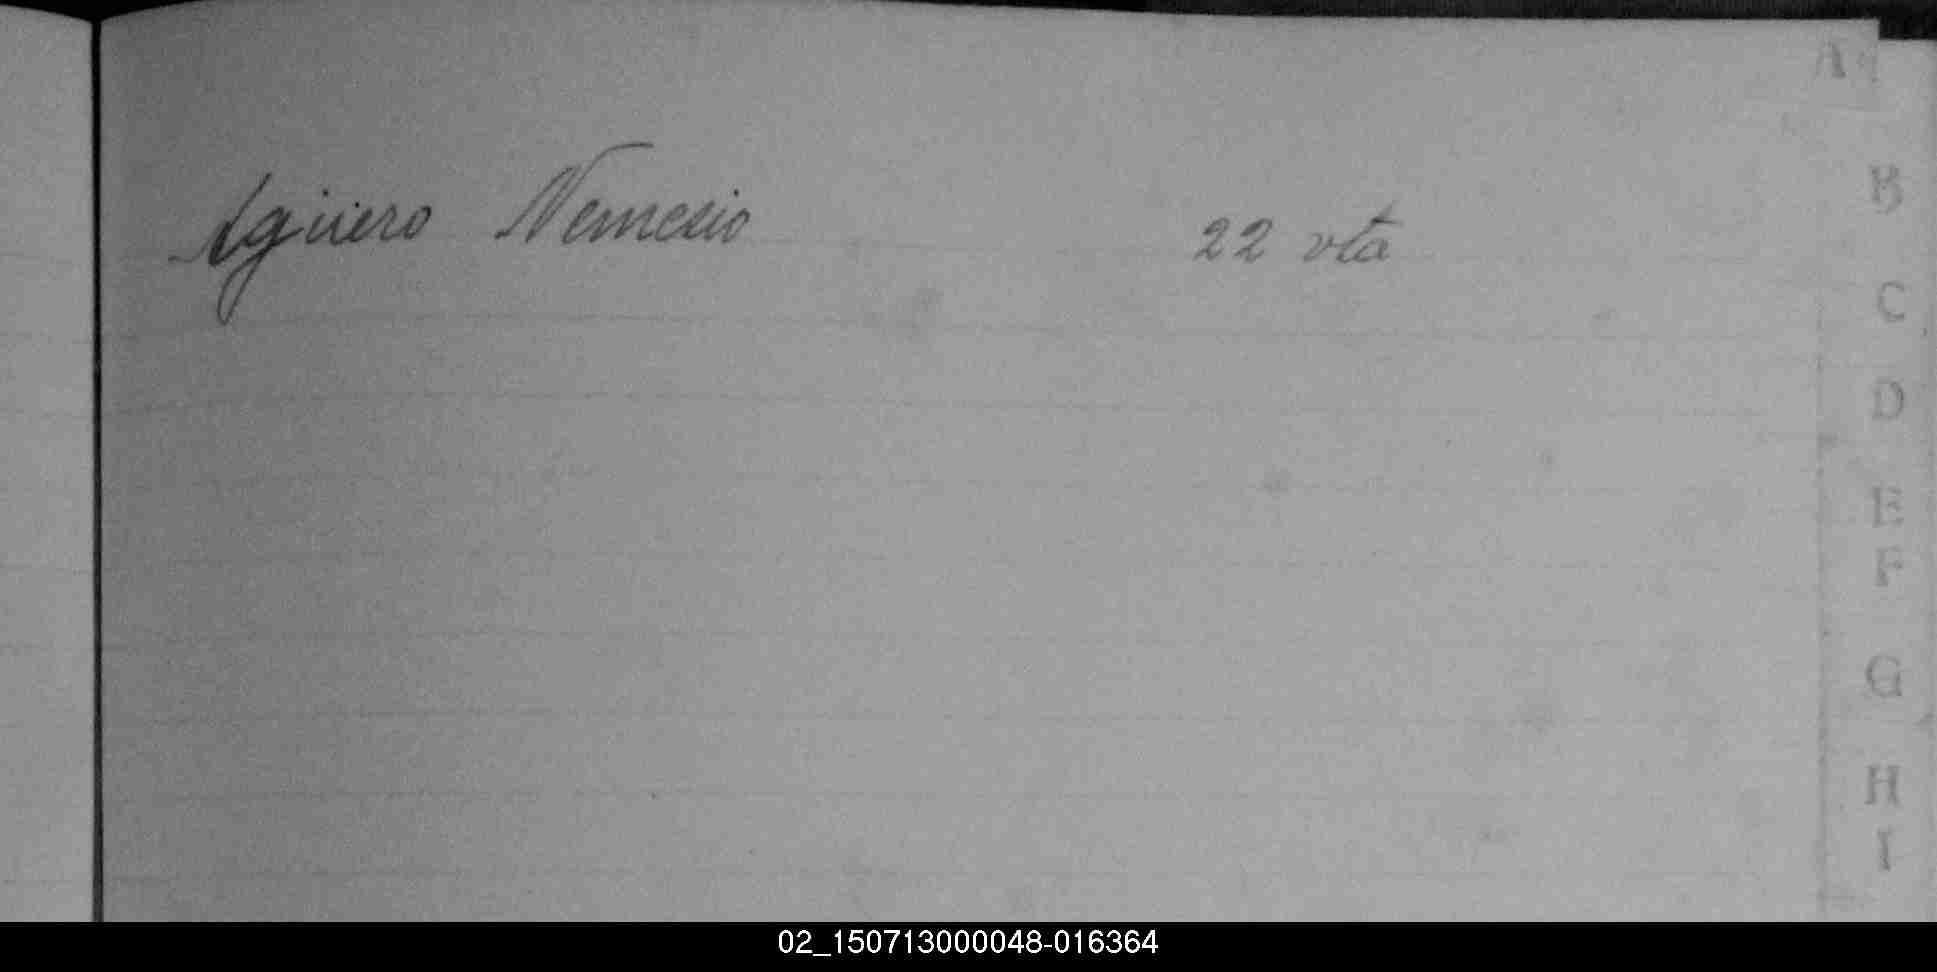 Agüero Nemesio 22 vta
A
B
C
D
E
F
G
H
I
02_150713000048-016364